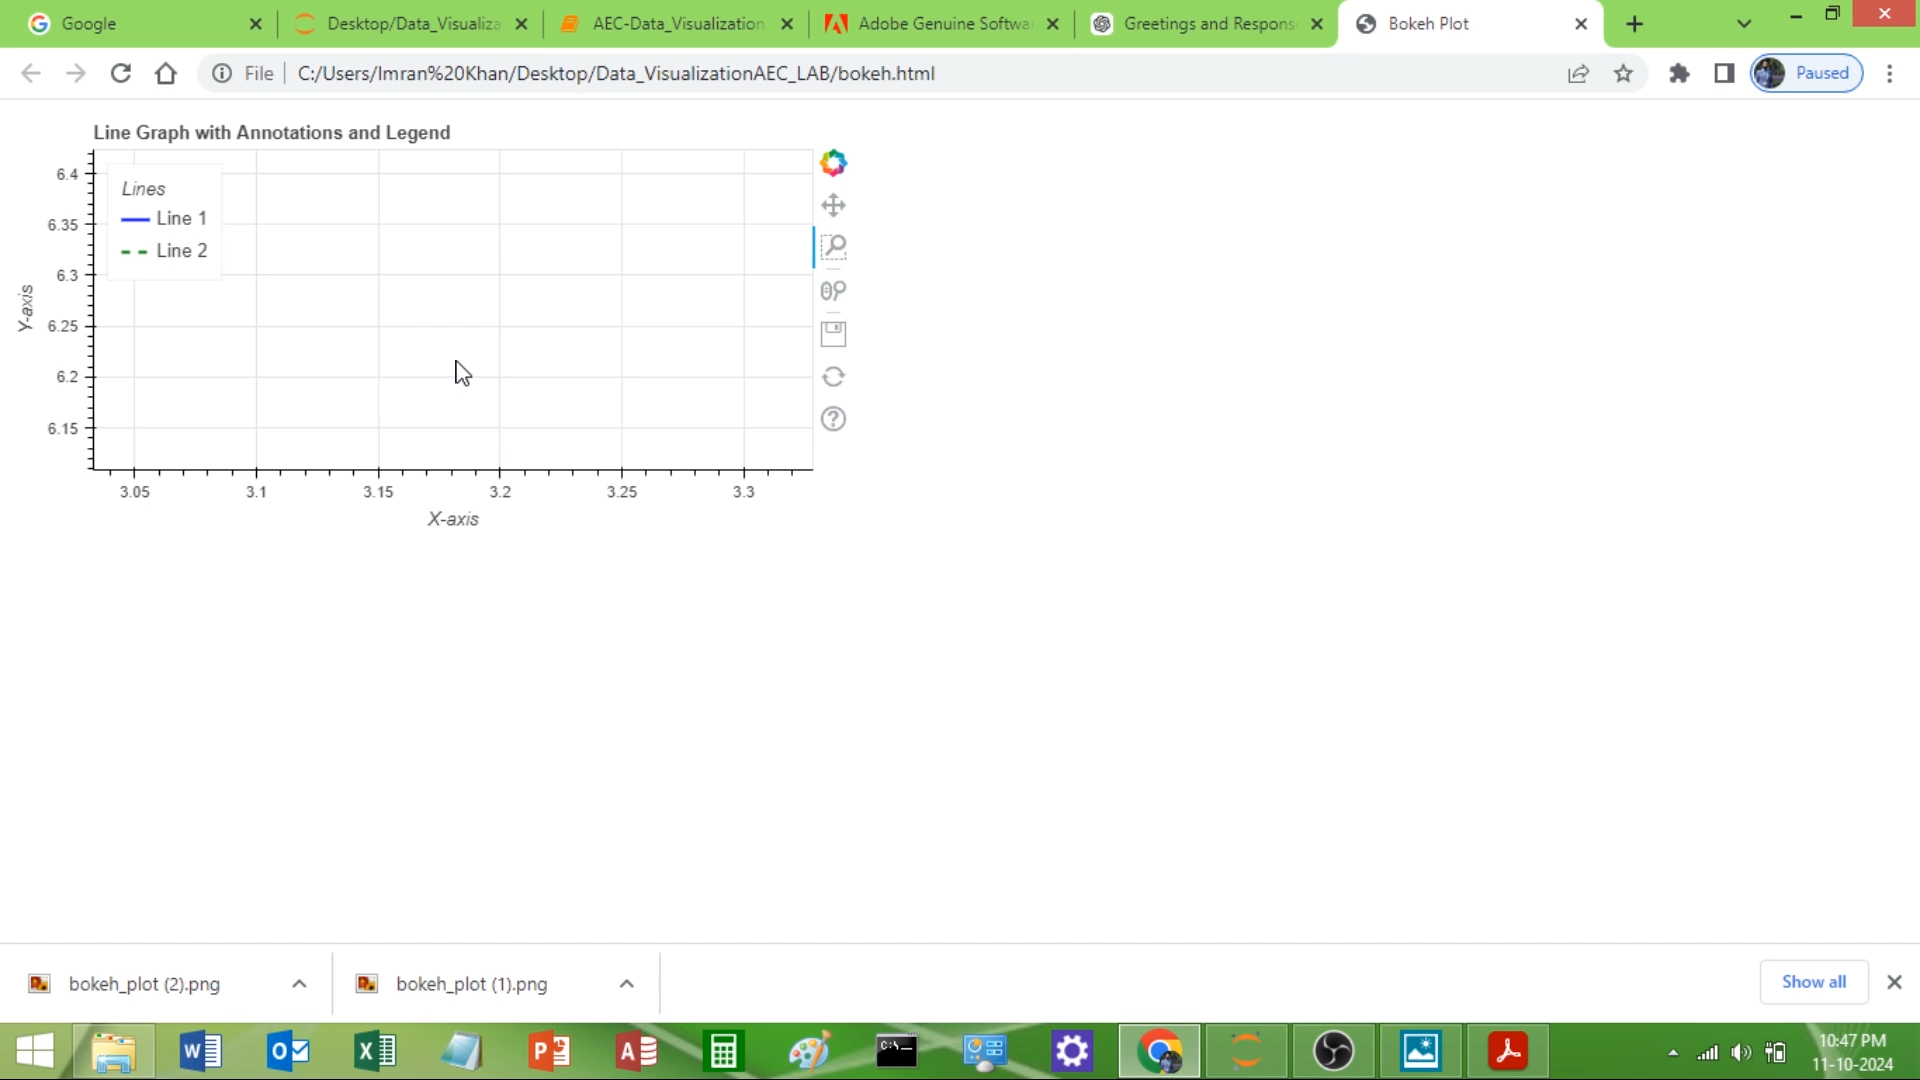 Google
Desktop/Data_Visualiza
AEC-Data_Visualization
Adobe Genuine Softwar
Greetings and Respons
Bokeh Plot
File
C:/Users/Imran%20Khan/Desktop/Data_VisualizationAEC_LAB/bokeh.html
Paused
Line Graph with Annotations and Legend
6.4
6.35
6.3
6.25
6.2
6.15
Y-axis
Lines
Line 1
Line 2
3.05
3.1
3.15
3.2
3.25
3.3
X-axis
bokeh_plot (2).png
bokeh_plot (1).png
Show all
10:47 PM
11-10-2024